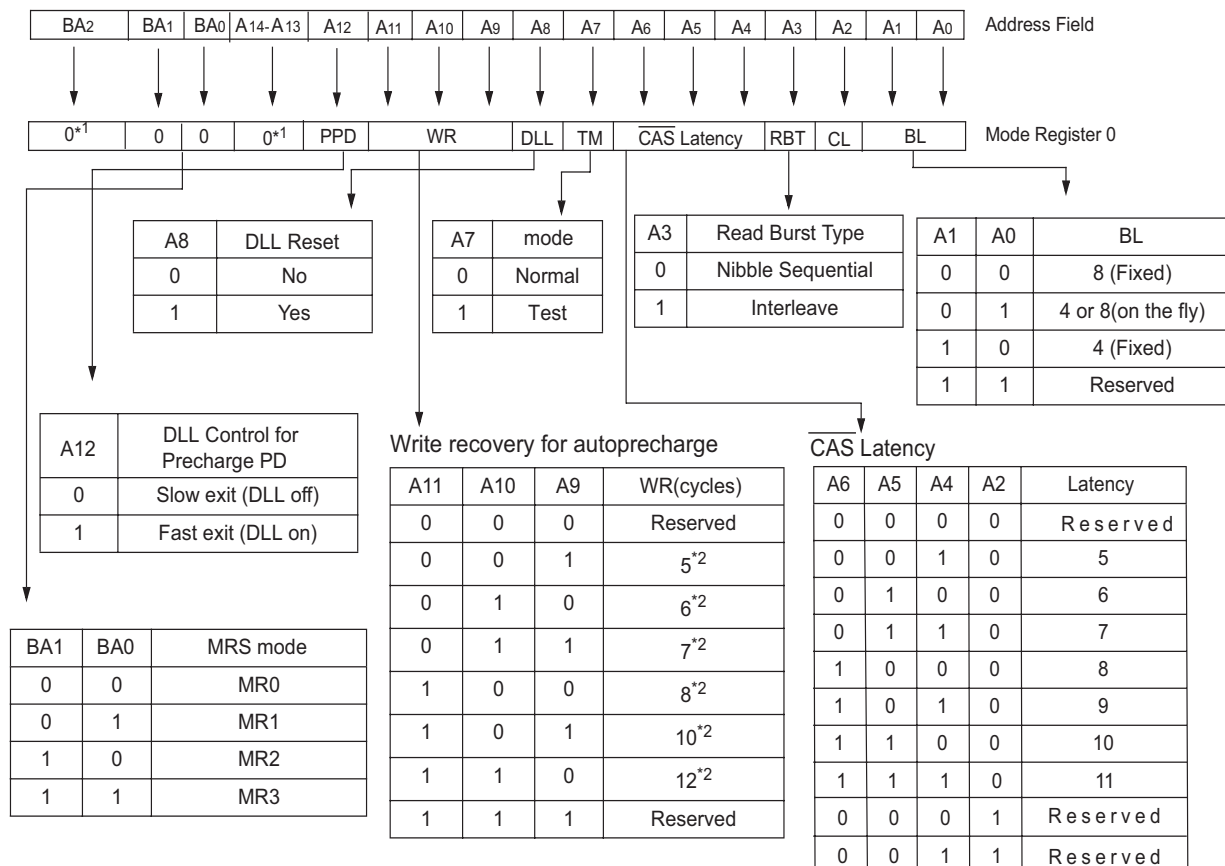 BA2 BA1 BA0 A14-A13 A12 A11 A10 A9 A8 A7 A6 A5 A4 A3 A2 A1 A0 Address Field
0*1 0 0 0*1 PPD WR DLL TM CAS Latency RBT CL BL Mode Register 0
A8 DLL Reset
0 No
1 Yes
A7 mode
0 Normal
1 Test
A3 Read Burst Type
0 Nibble Sequential
1 Interleave
A1 A0 BL
0 0 8 (Fixed)
0 1 4 or 8(on the fly)
1 0 4 (Fixed)
1 1 Reserved
A12 DLL Control for
Precharge PD
0 Slow exit (DLL off)
1 Fast exit (DLL on)
Write recovery for autoprecharge
A11 A10 A9 WR(cycles)
0 0 0 Reserved
0 0 1 5*2
0 1 0 6*2
0 1 1 7*2
1 0 0 8*2
1 0 1 10*2
1 1 0 12*2
1 1 1 Reserved
CAS Latency
A6 A5 A4 A2 Latency
0 0 0 0 Reserved
0 0 1 0 5
0 1 0 0 6
0 1 1 0 7
1 0 0 0 8
1 0 1 0 9
1 1 0 0 10
1 1 1 0 11
0 0 0 1 Reserved
0 0 1 1 Reserved
BA1 BA0 MRS mode
0 0 MR0
0 1 MR1
1 0 MR2
1 1 MR3